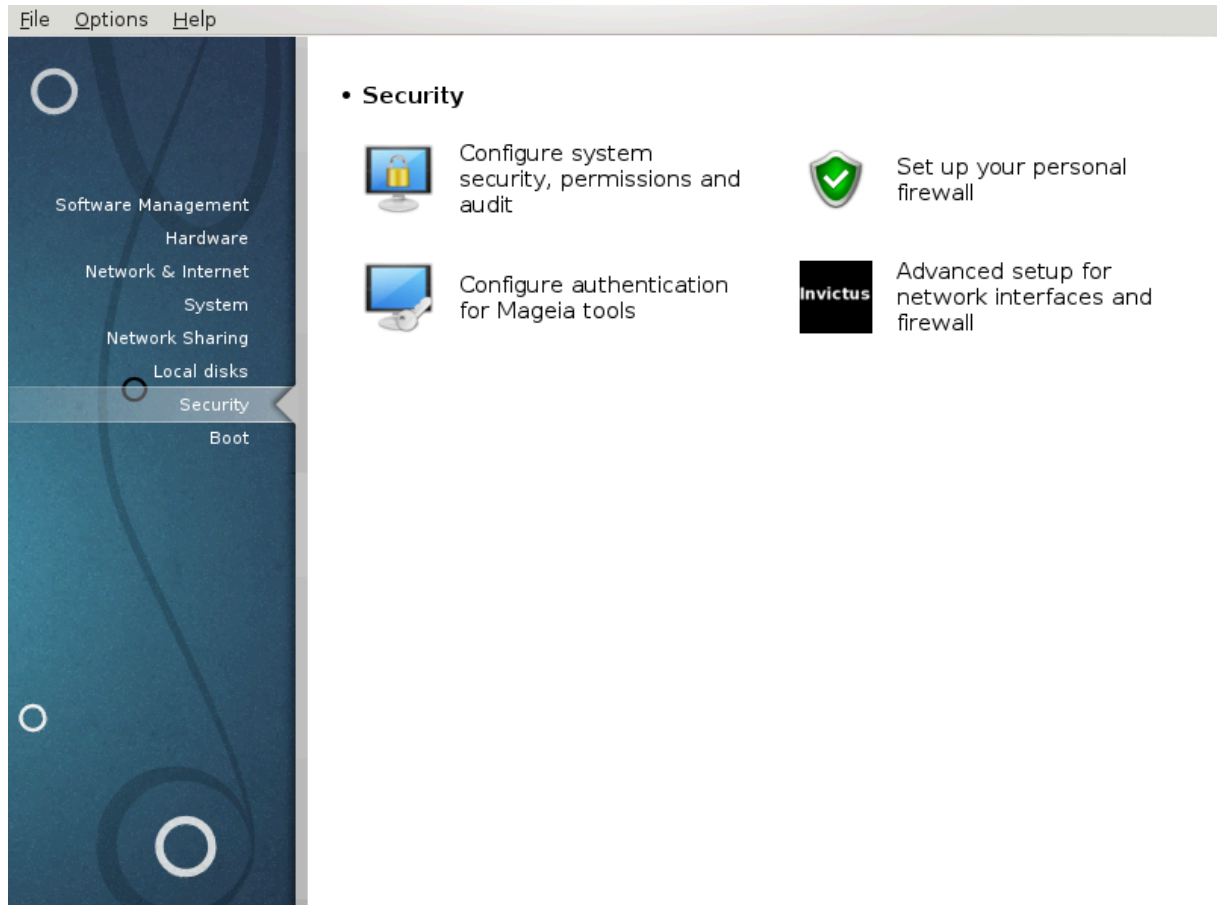 File Options Help
Software Management
Hardware
Network & Internet
System
Network Sharing
Local disks
Security
Boot
• Security
Configure system
security, permissions and
audit
Set up your personal
firewall
Configure authentication
for Mageia tools
Invictus
Advanced setup for
network interfaces and
firewall